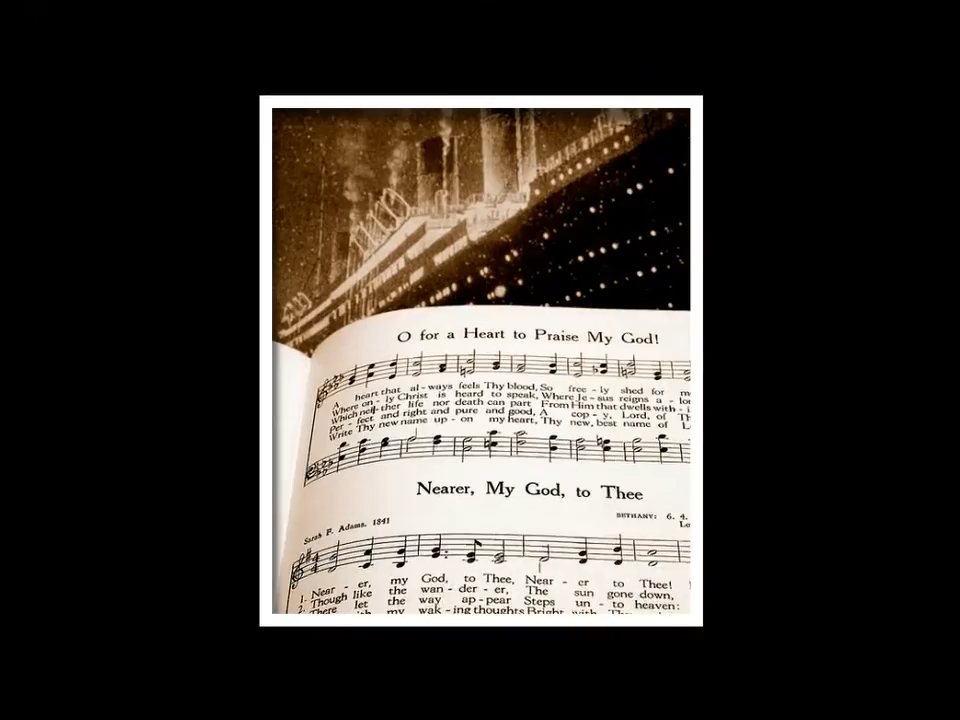 O for a Heart to Praise My God!
A heart that al - ways feels Thy blood, So free - ly shed for
Where on - ly Christ is heard to speak, Where Je - sus reigns a -
Which nei - ther life nor death can part From Him that dwells with -
Per - fect and right and pure and good, A cop - y, Lord, of
Write Thy new name up - on my heart, Thy new, best name of
Nearer, My God, to Thee
BETHANY: 6. 4.
Sarah F. Adams, 1841
1. Near - er, my God, to Thee, Near - er to Thee!
2. Though like the wan - der - er, The sun gone down,
There let the way ap - pear Steps un - to heaven:
my wak - ing thoughts Bright with